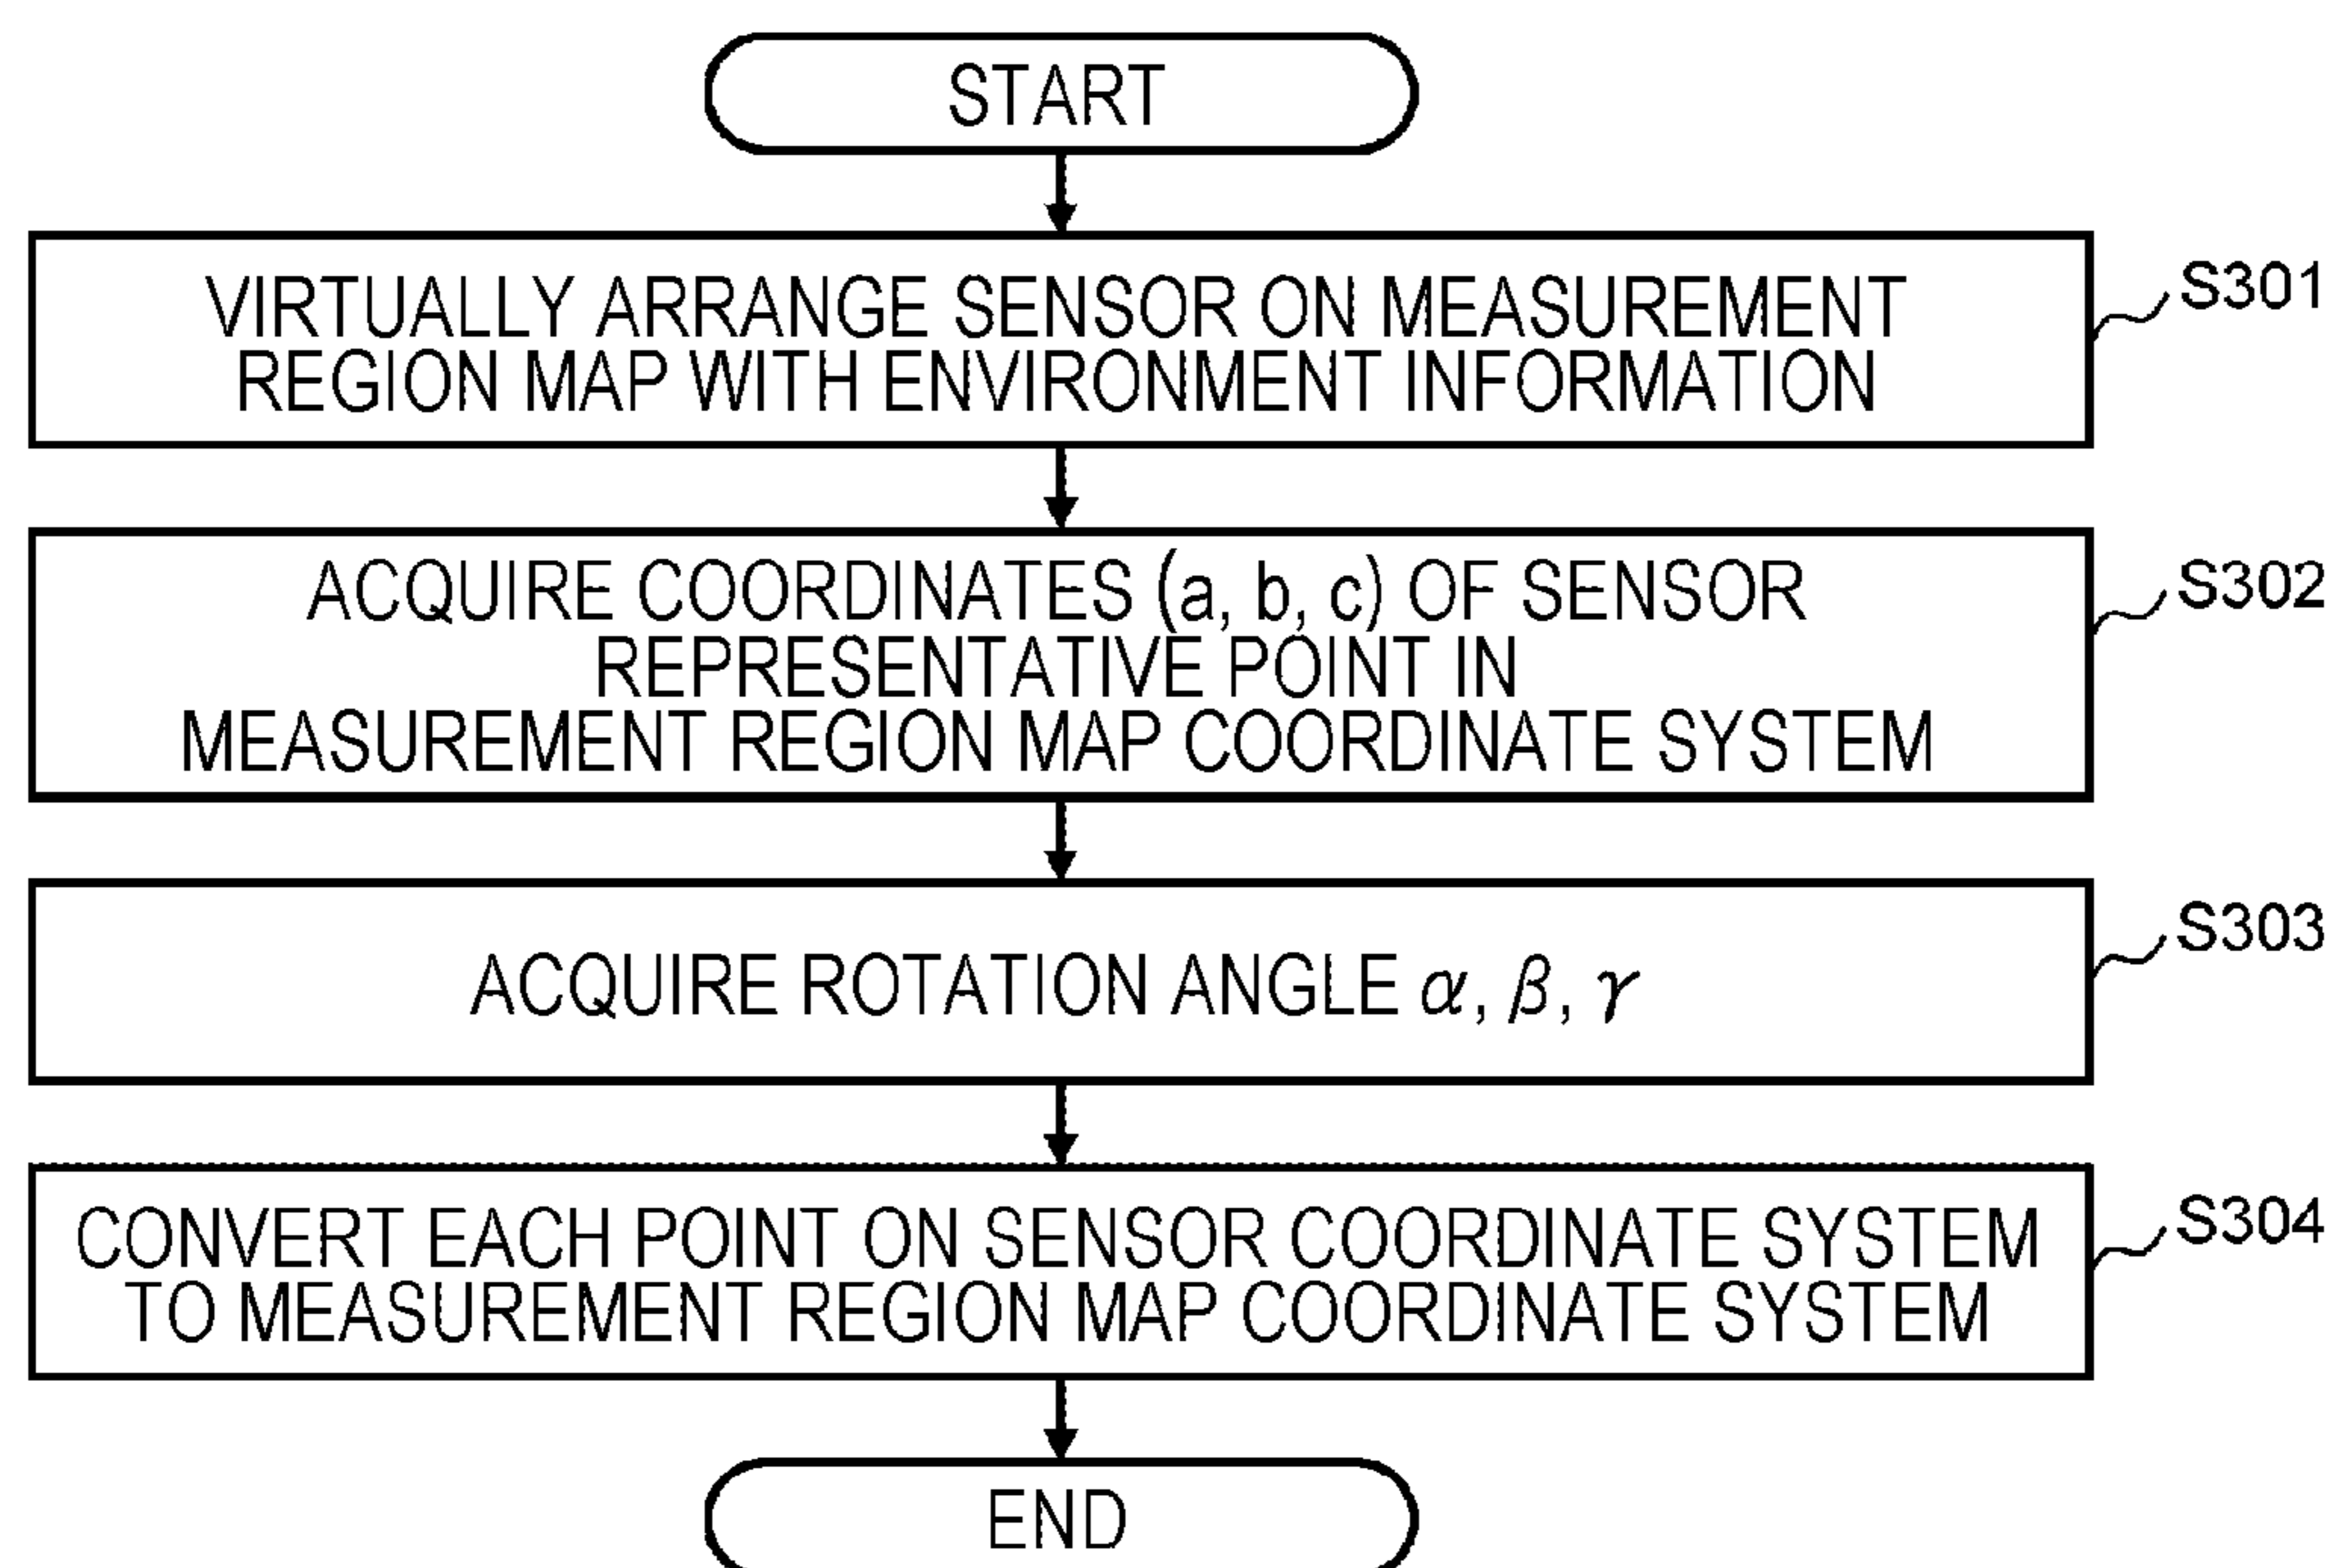 START
VIRTUALLY ARRANGE SENSOR ON MEASUREMENT
REGION MAP WITH ENVIRONMENT INFORMATION
S301
ACQUIRE COORDINATES (a, b, c) OF SENSOR
REPRESENTATIVE POINT IN
MEASUREMENT REGION MAP COORDINATE SYSTEM
S302
ACQUIRE ROTATION ANGLE α, β, γ
S303
CONVERT EACH POINT ON SENSOR COORDINATE SYSTEM
TO MEASUREMENT REGION MAP COORDINATE SYSTEM
S304
END